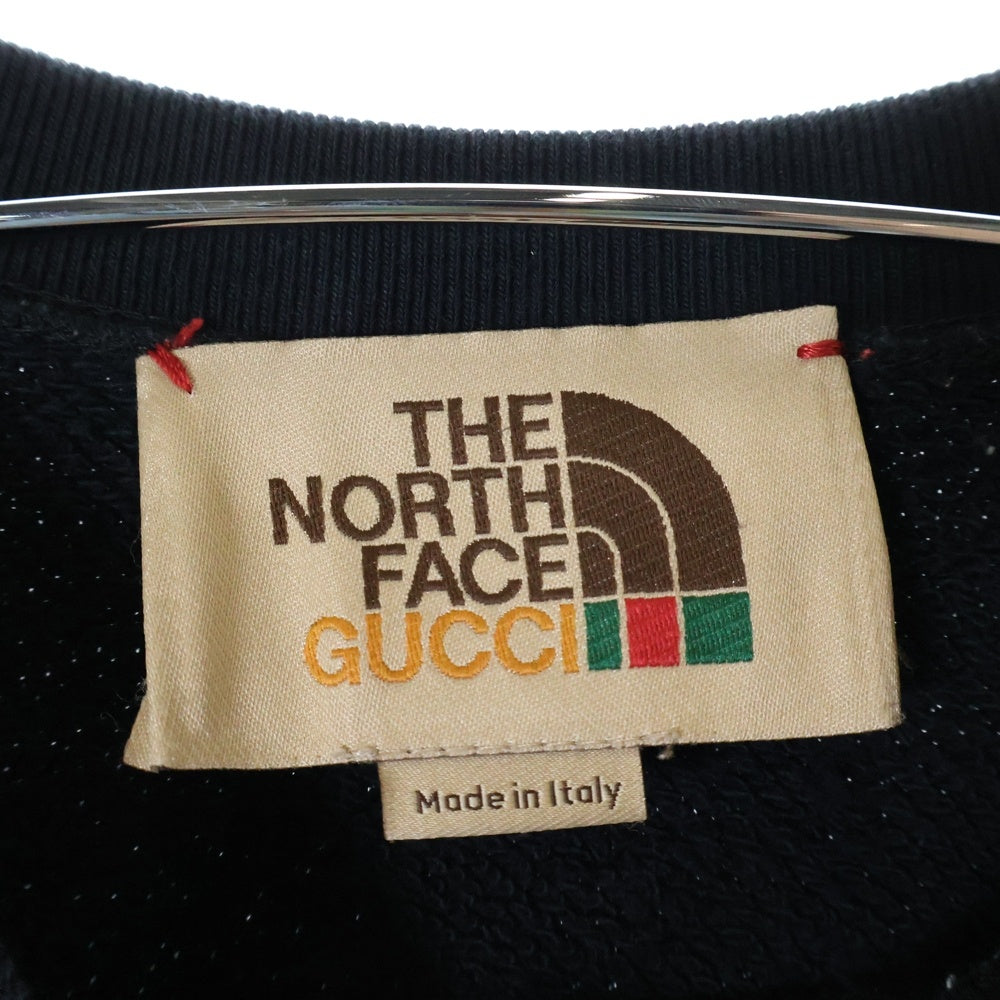 THE
NORTH
FACE
GUCCI
Made in Italy